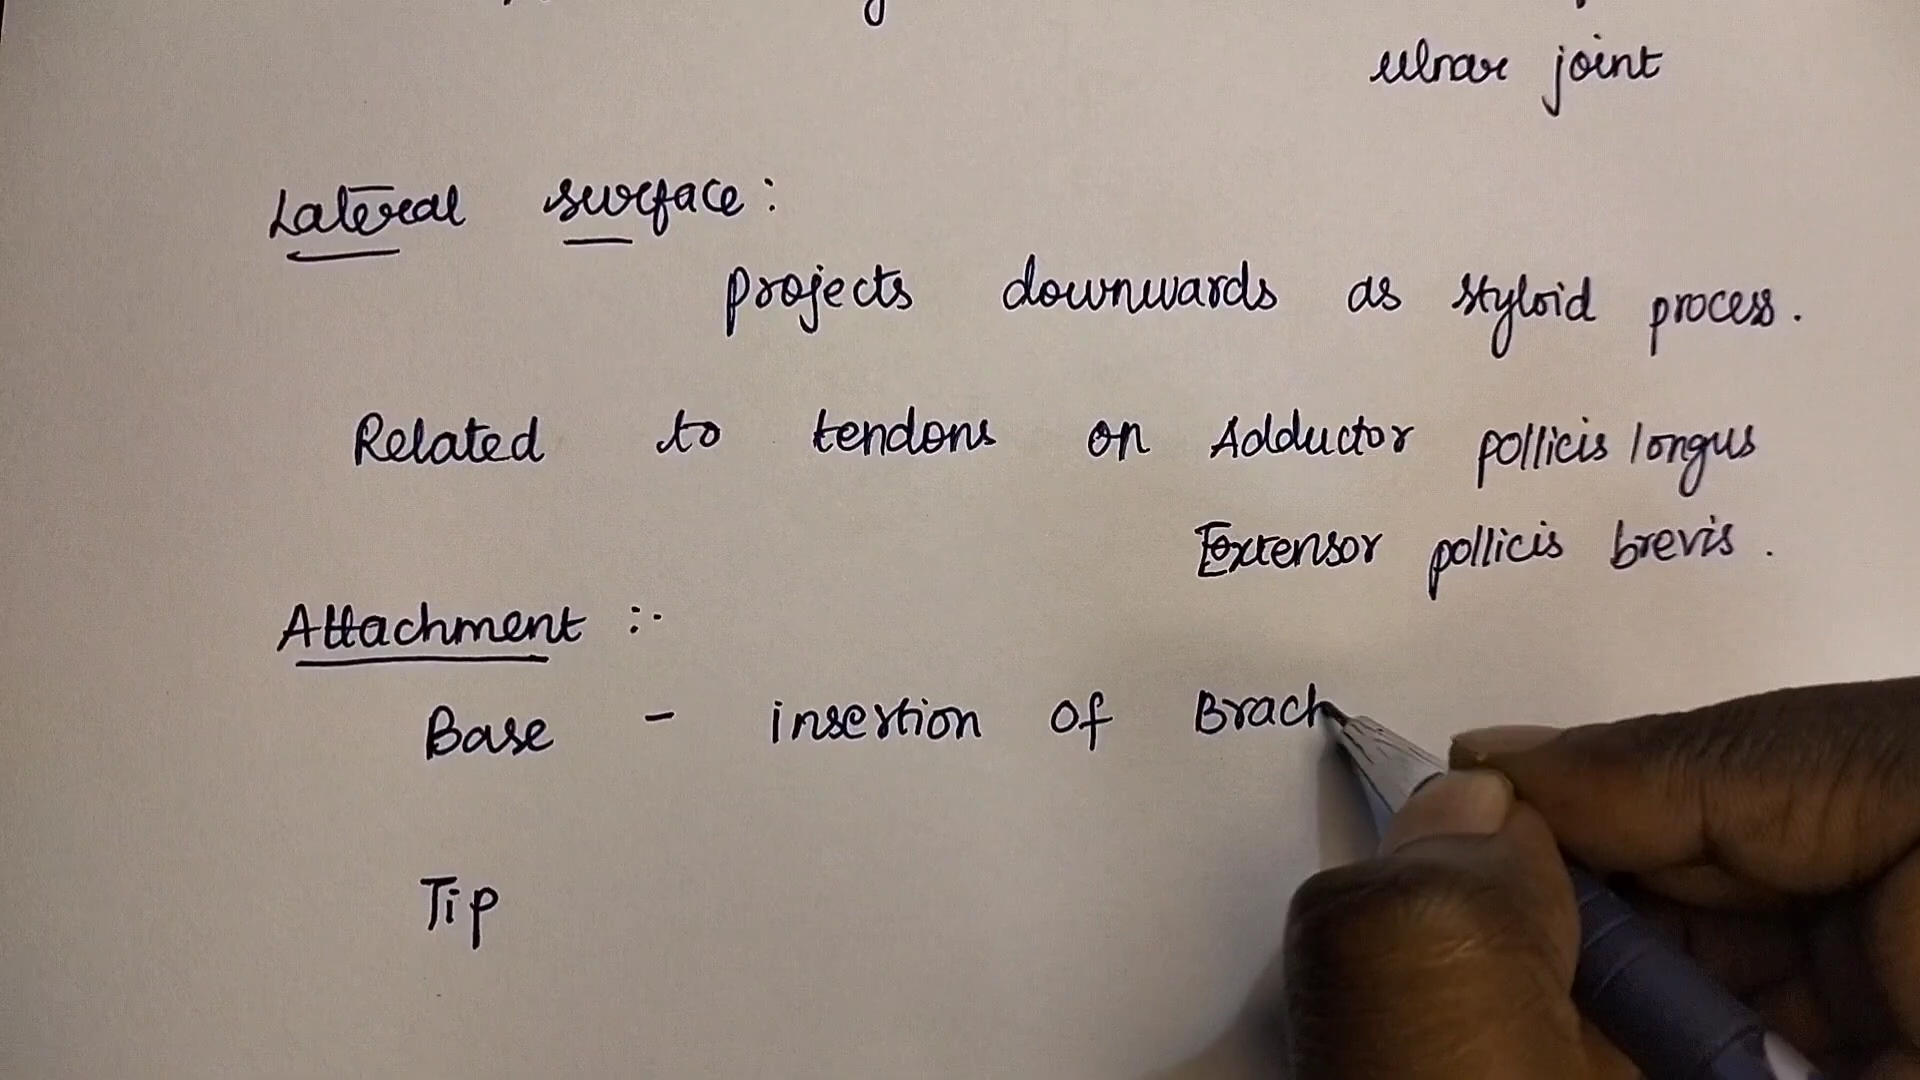 ulnar joint
Lateral surface:
projects downwards as styloid process.
Related to tendons on Adductor pollicis longus
Extensor pollicis brevis.
Attachment :-
Base - insertion of Brach
Tip